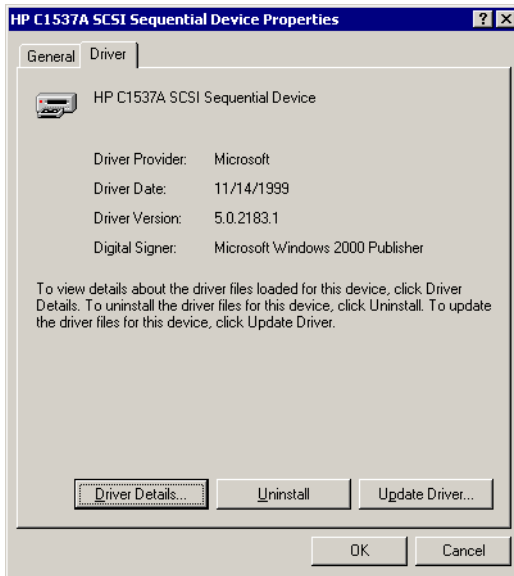 HP C1537A SCSI Sequential Device Properties
General Driver
HP C1537A SCSI Sequential Device
Driver Provider: Microsoft
Driver Date: 11/14/1999
Driver Version: 5.0.2183.1
Digital Signer: Microsoft Windows 2000 Publisher
To view details about the driver files loaded for this device, click Driver
Details. To uninstall the driver files for this device, click Uninstall. To update
the driver files for this device, click Update Driver.
Driver Details... Uninstall Update Driver...
OK Cancel